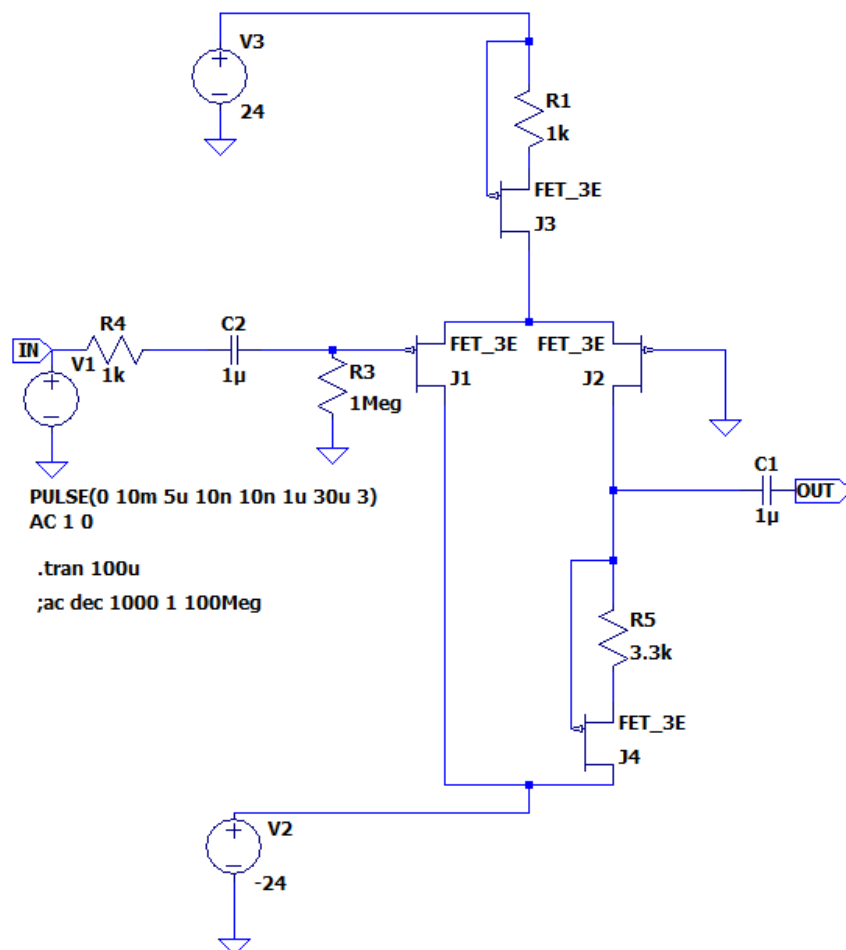 V3
24
R1
1k
FET_3E
J3
IN
R4
1k
V1
C2
1µ
R3
1Meg
FET_3E
J1
FET_3E
J2
C1
1µ
OUT
PULSE(0 10m 5u 10n 10n 1u 30u 3)
AC 1 0
.tran 100u
;ac dec 1000 1 100Meg
R5
3.3k
FET_3E
J4
V2
-24